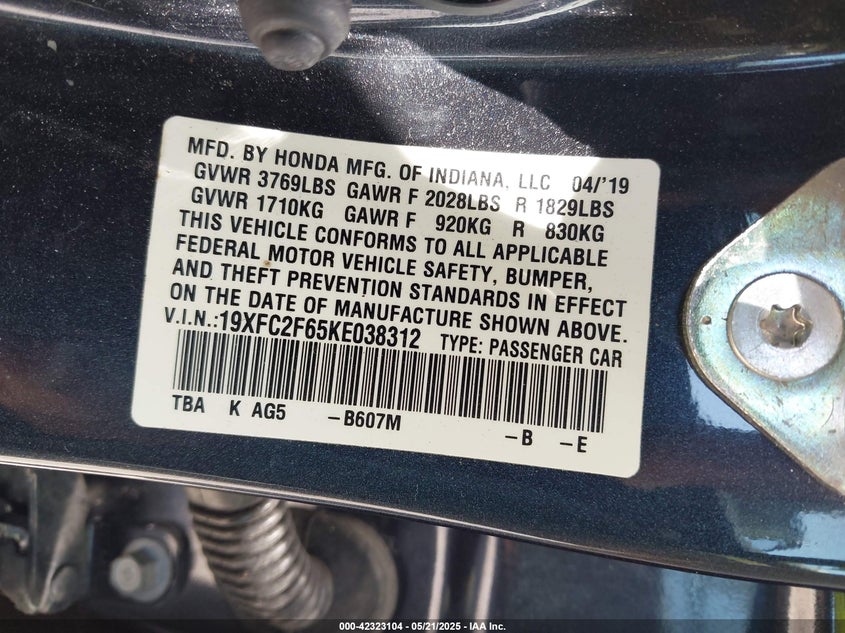 MFD. BY HONDA MFG. OF INDIANA, LLC 04/'19
GVWR 3769LBS GAWR F 2028LBS R 1829LBS
GVWR 1710KG GAWR F 920KG R 830KG
THIS VEHICLE CONFORMS TO ALL APPLICABLE
FEDERAL MOTOR VEHICLE SAFETY, BUMPER,
AND THEFT PREVENTION STANDARDS IN EFFECT
ON THE DATE OF MANUFACTURE SHOWN ABOVE.
V.I.N.:19XFC2F65KE038312 TYPE: PASSENGER CAR
TBA K AG5 -B607M -B -E
000-42323104 - 05/21/2025 - IAA Inc.